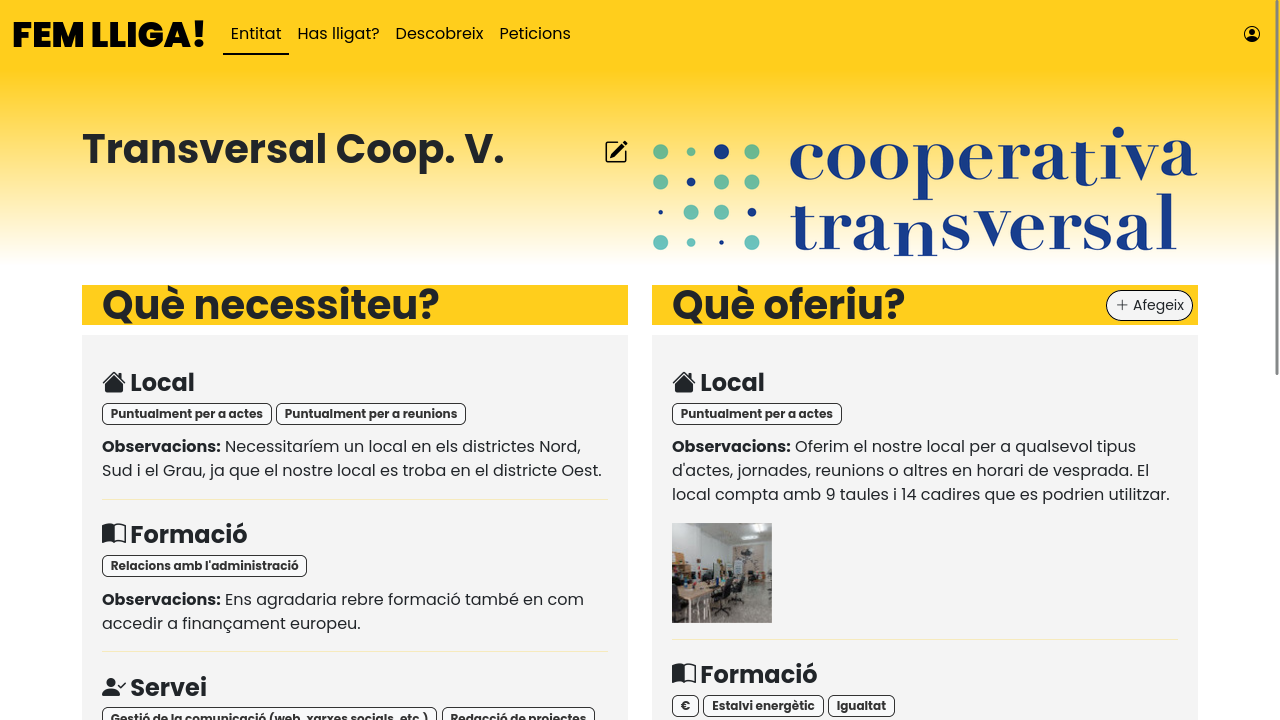 FEM LLIGA!
Entitat
Has lligat?
Descobreix
Peticions
Transversal Coop. V.
cooperativa
transversal
Què necessiteu?
Local
Puntualment per a actes
Puntualment per a reunions
Observacions: Necessitaríem un local en els districtes Nord,
Sud i el Grau, ja que el nostre local es troba en el districte Oest.
Formació
Relacions amb l'administració
Observacions: Ens agradaria rebre formació també en com
accedir a finançament europeu.
Servei
Gestió de la comunicació (web, xarxes socials, etc.)
Redacció de projectes
Què oferiu?
+ Afegeix
Local
Puntualment per a actes
Observacions: Oferim el nostre local per a qualsevol tipus
d'actes, jornades, reunions o altres en horari de vesprada. El
local compta amb 9 taules i 14 cadires que es podrien utilitzar.
Formació
€
Estalvi energètic
Igualtat